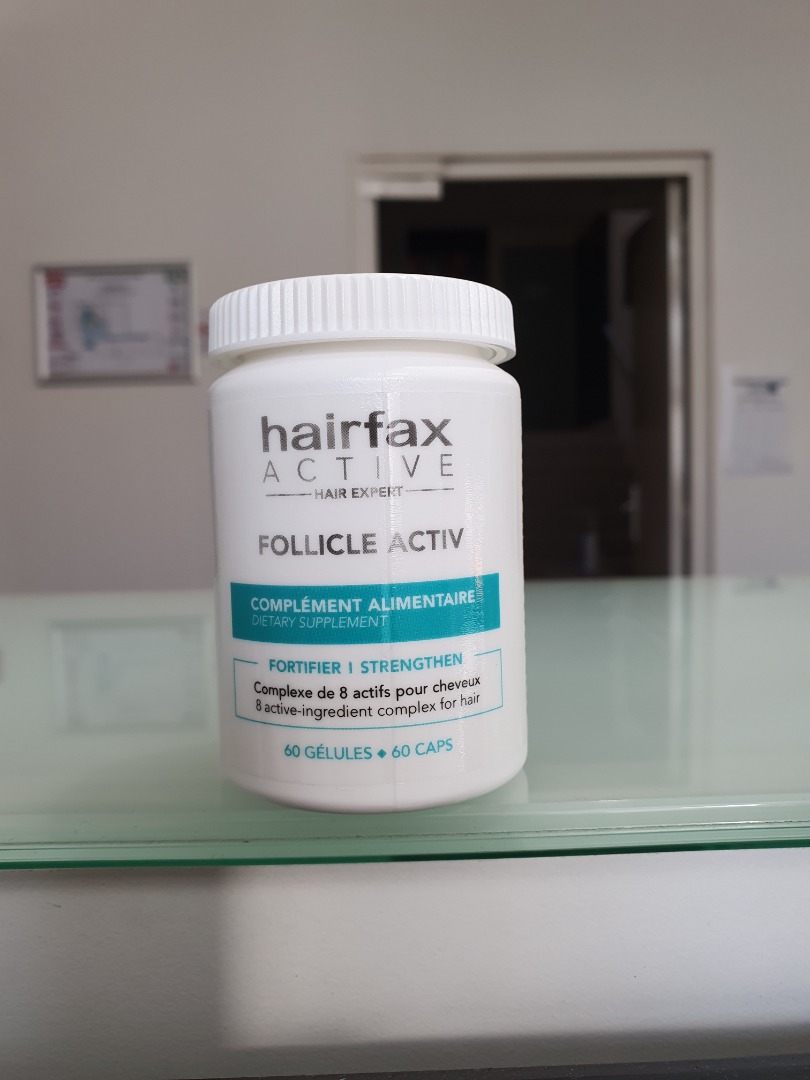 hairfax
ACTIVE
HAIR EXPERT
FOLLICLE ACTIV
COMPLÉMENT ALIMENTAIRE
DIETARY SUPPLEMENT
FORTIFIER I STRENGTHEN
Complexe de 8 actifs pour cheveux
8 active-ingredient complex for hair
60 GÉLULES ◆ 60 CAPS